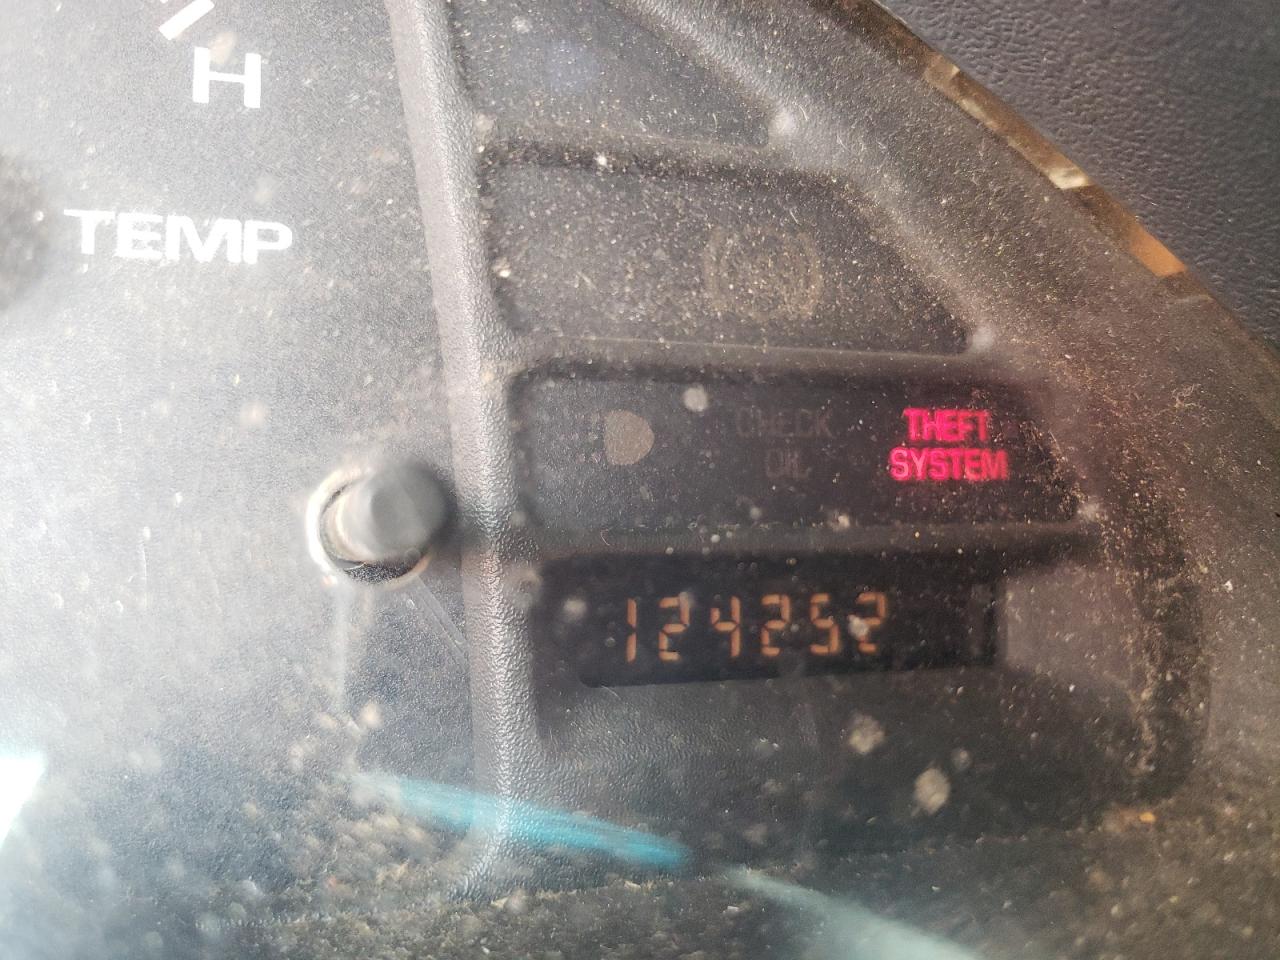 H
TEMP
CHECK
OIL
THEFT
SYSTEM
124252